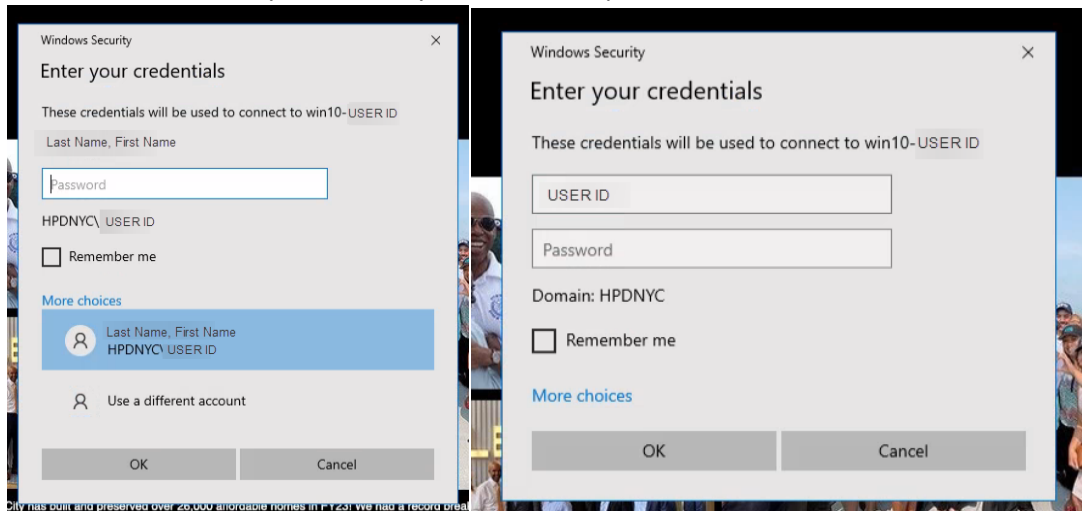 Windows Security
Enter your credentials
These credentials will be used to connect to win10-USER ID
Last Name, First Name
Password
HPDNYC\ USER ID
Remember me
More choices
Last Name, First Name
HPDNYC\ USER ID
Use a different account
OK
Cancel
City has built and preserved over 26,000 affordable homes in FY23! We had a record brea
Windows Security
Enter your credentials
These credentials will be used to connect to win10-USER ID
USER ID
Password
Domain: HPDNYC
Remember me
More choices
OK
Cancel